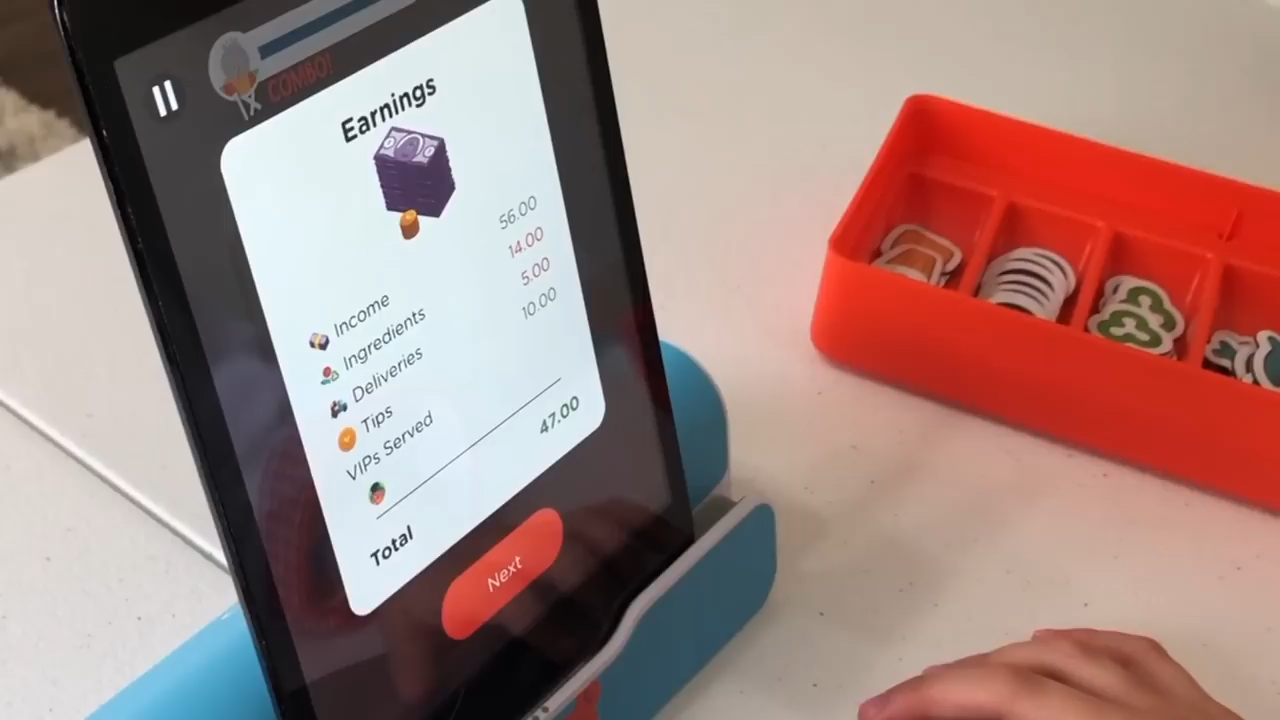 COMBO!
Earnings
Income 56.00
Ingredients 14.00
Deliveries 5.00
Tips 10.00
VIPs Served
Total 47.00
Next